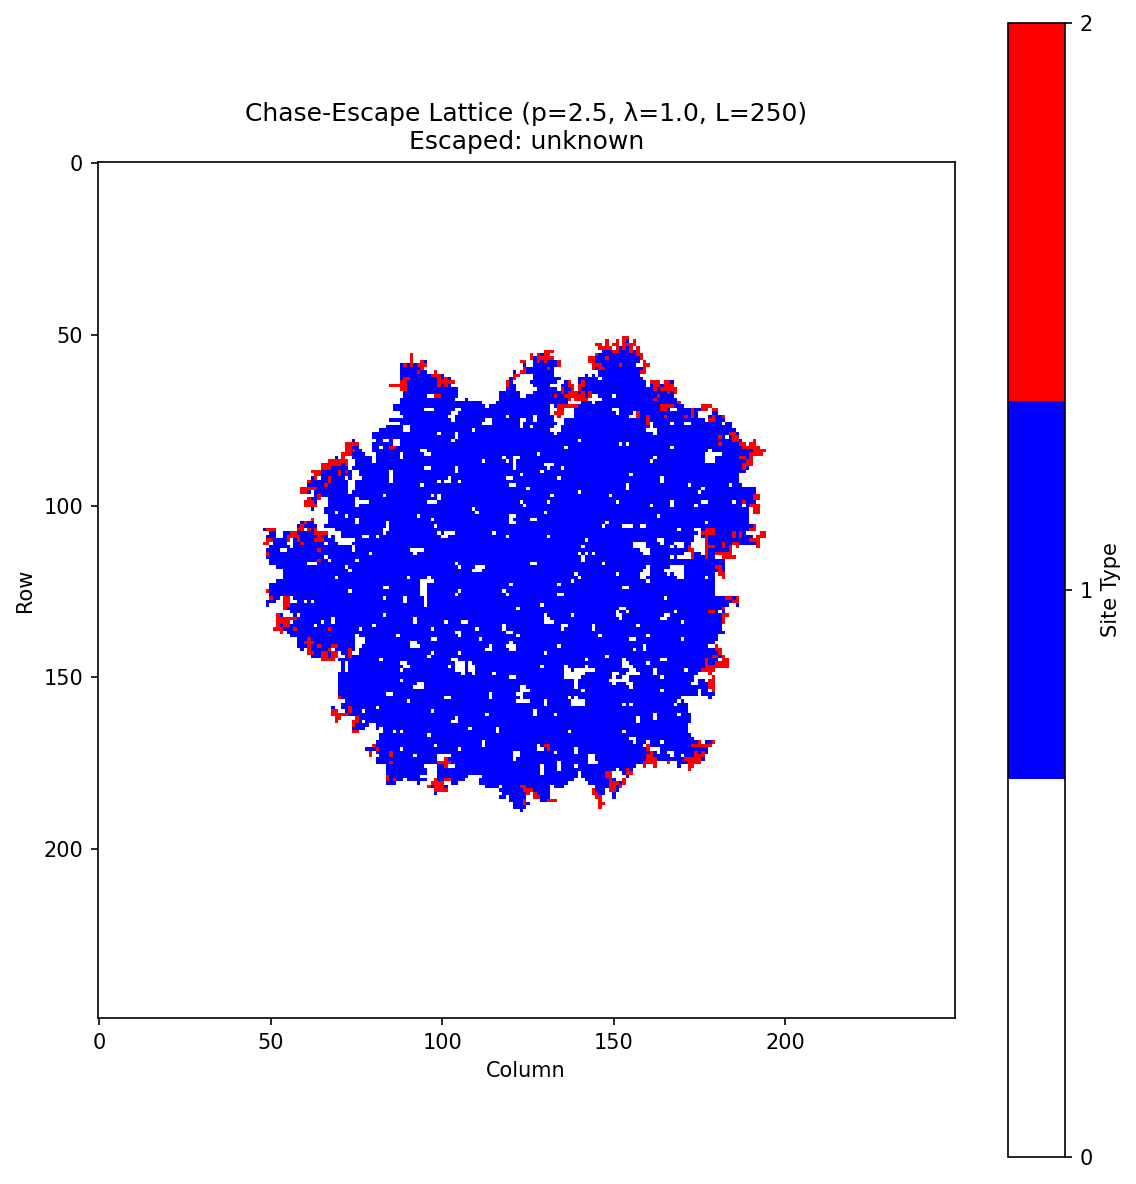 Chase-Escape Lattice (p=2.5, λ=1.0, L=250)
Escaped: unknown
0
50
100
150
200
Row
0
50
100
150
200
Column
2
1
0
Site Type